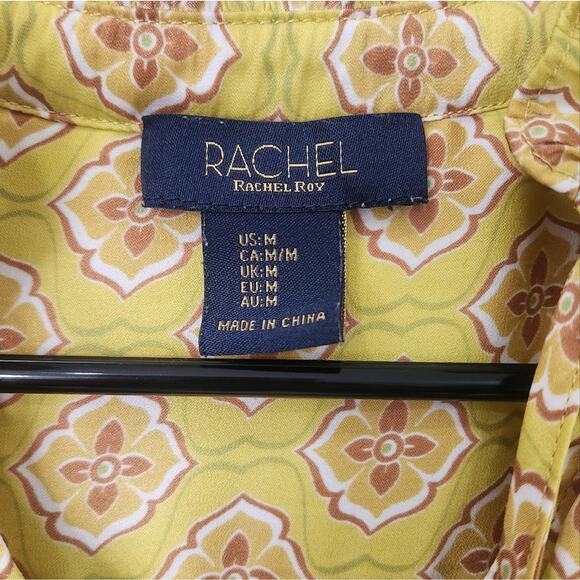 RACHEL
RACHEL ROY
US:M
CA:M/M
UK:M
EU:M
AU:M
MADE IN CHINA